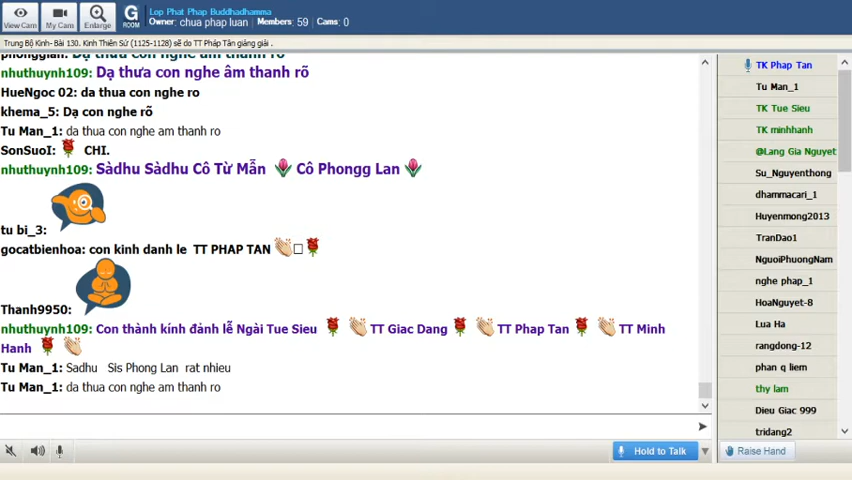 Lop Phat Phap Buddhadhamma
Owner: chua phap luan Members: 59 Cams: 0
View Cam
My Cam
Enlarge
G
ROOM
Trung Bộ Kinh- Bài 130. Kinh Thiên Sứ (1125-1128) sẽ do TT Pháp Tân giảng giải .
nhuthuynh109: Dạ thưa con nghe âm thanh rõ
HueNgoc 02: da thua con nghe ro
khema_5: Dạ con nghe rõ
Tu Man_1: da thua con nghe am thanh ro
SonSuoI: CHI.
nhuthuynh109: Sàdhu Sàdhu Cô Từ Mẫn Cô Phongg Lan
tu bi_3:
gocatbienhoa: con kinh danh le TT PHAP TAN
Thanh9950:
nhuthuynh109: Con thành kính đảnh lễ Ngài Tue Sieu TT Giac Dang TT Phap Tan TT Minh
Hanh
Tu Man_1: Sadhu Sis Phong Lan rat nhieu
Tu Man_1: da thua con nghe am thanh ro
Hold to Talk
TK Phap Tan
Tu Man_1
TK Tue Sieu
TK minhhanh
@Lang Gia Nguyet
Su_Nguyenthong
dhammacari_1
Huyenmong2013
TranDao1
NguoiPhuongNam
nghe phap_1
HoaNguyet-8
Lua Ha
rangdong-12
phan q liem
thy lam
Dieu Giac 999
tridang2
Raise Hand